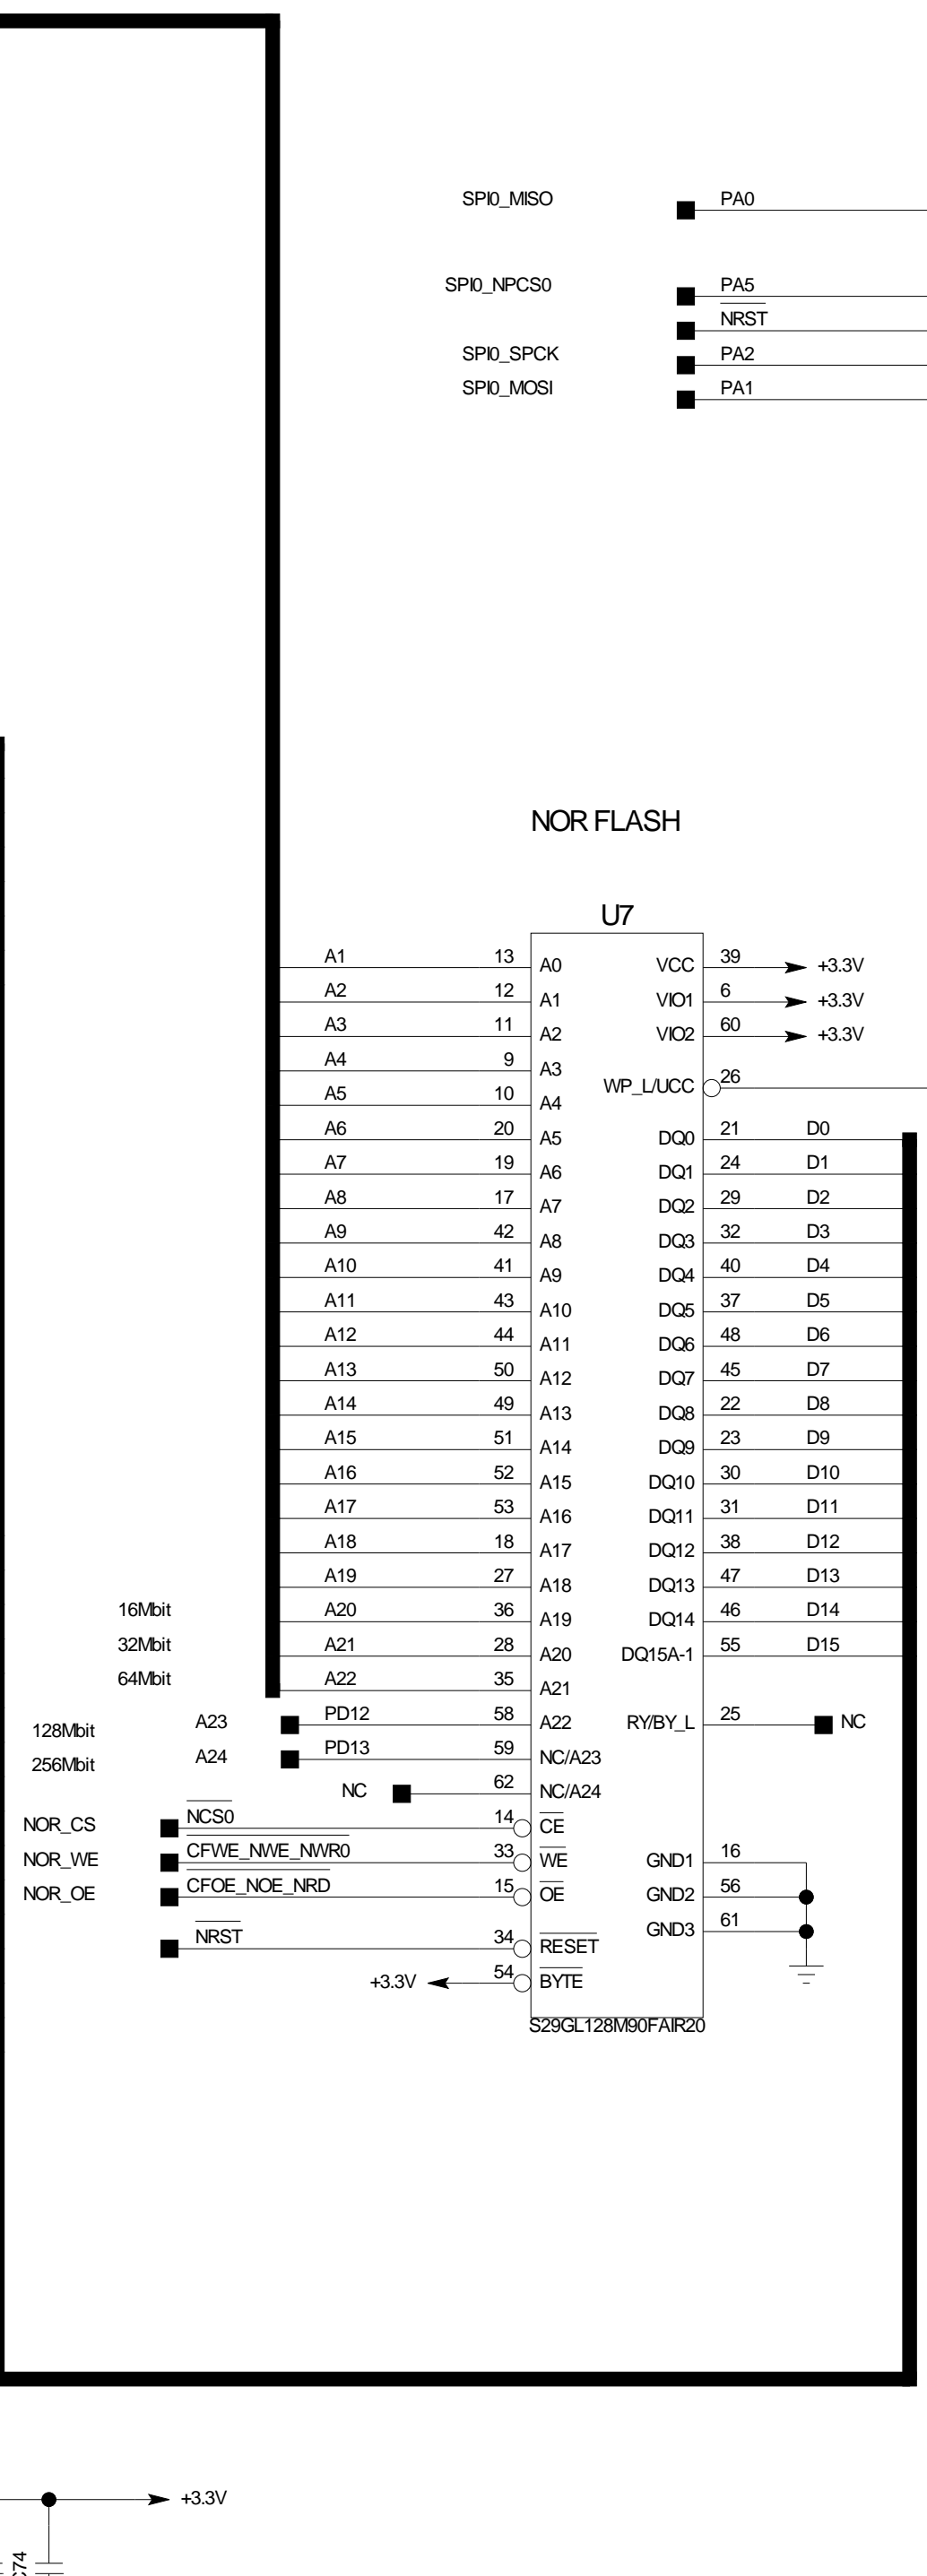 SPI0_MISO PA0
SPI0_NPCS0 PA5
NRST
SPI0_SPCK PA2
SPI0_MOSI PA1
NOR FLASH
U7
A1 13 A0 VCC 39 +3.3V
A2 12 A1 VIO1 6 +3.3V
A3 11 A2 VIO2 60 +3.3V
A4 9 A3 WP_L/UCC 26
A5 10 A4
A6 20 A5 DQ0 21 D0
A7 19 A6 DQ1 24 D1
A8 17 A7 DQ2 29 D2
A9 42 A8 DQ3 32 D3
A10 41 A9 DQ4 40 D4
A11 43 A10 DQ5 37 D5
A12 44 A11 DQ6 48 D6
A13 50 A12 DQ7 45 D7
A14 49 A13 DQ8 22 D8
A15 51 A14 DQ9 23 D9
A16 52 A15 DQ10 30 D10
A17 53 A16 DQ11 31 D11
A18 18 A17 DQ12 38 D12
A19 27 A18 DQ13 47 D13
16Mbit A20 36 A19 DQ14 46 D14
32Mbit A21 28 A20 DQ15A-1 55 D15
64Mbit A22 35 A21
128Mbit A23 PD12 58 A22 RY/BY_L 25 NC
256Mbit A24 PD13 59 NC/A23
NC 62 NC/A24
NOR_CS NCS0 14 CE
NOR_WE CFWE_NWE_NWR0 33 WE GND1 16
NOR_OE CFOE_NOE_NRD 15 OE GND2 56
GND3 61
NRST 34 RESET
+3.3V 54 BYTE
S29GL128M90FAIR20
+3.3V